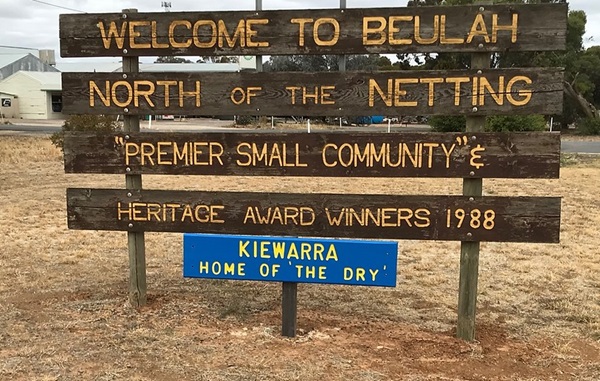 WELCOME TO BEULAH
NORTH OF THE NETTING
"PREMIER SMALL COMMUNITY" &
HERITAGE AWARD WINNERS 1988
KIEWARRA
HOME OF 'THE DRY'